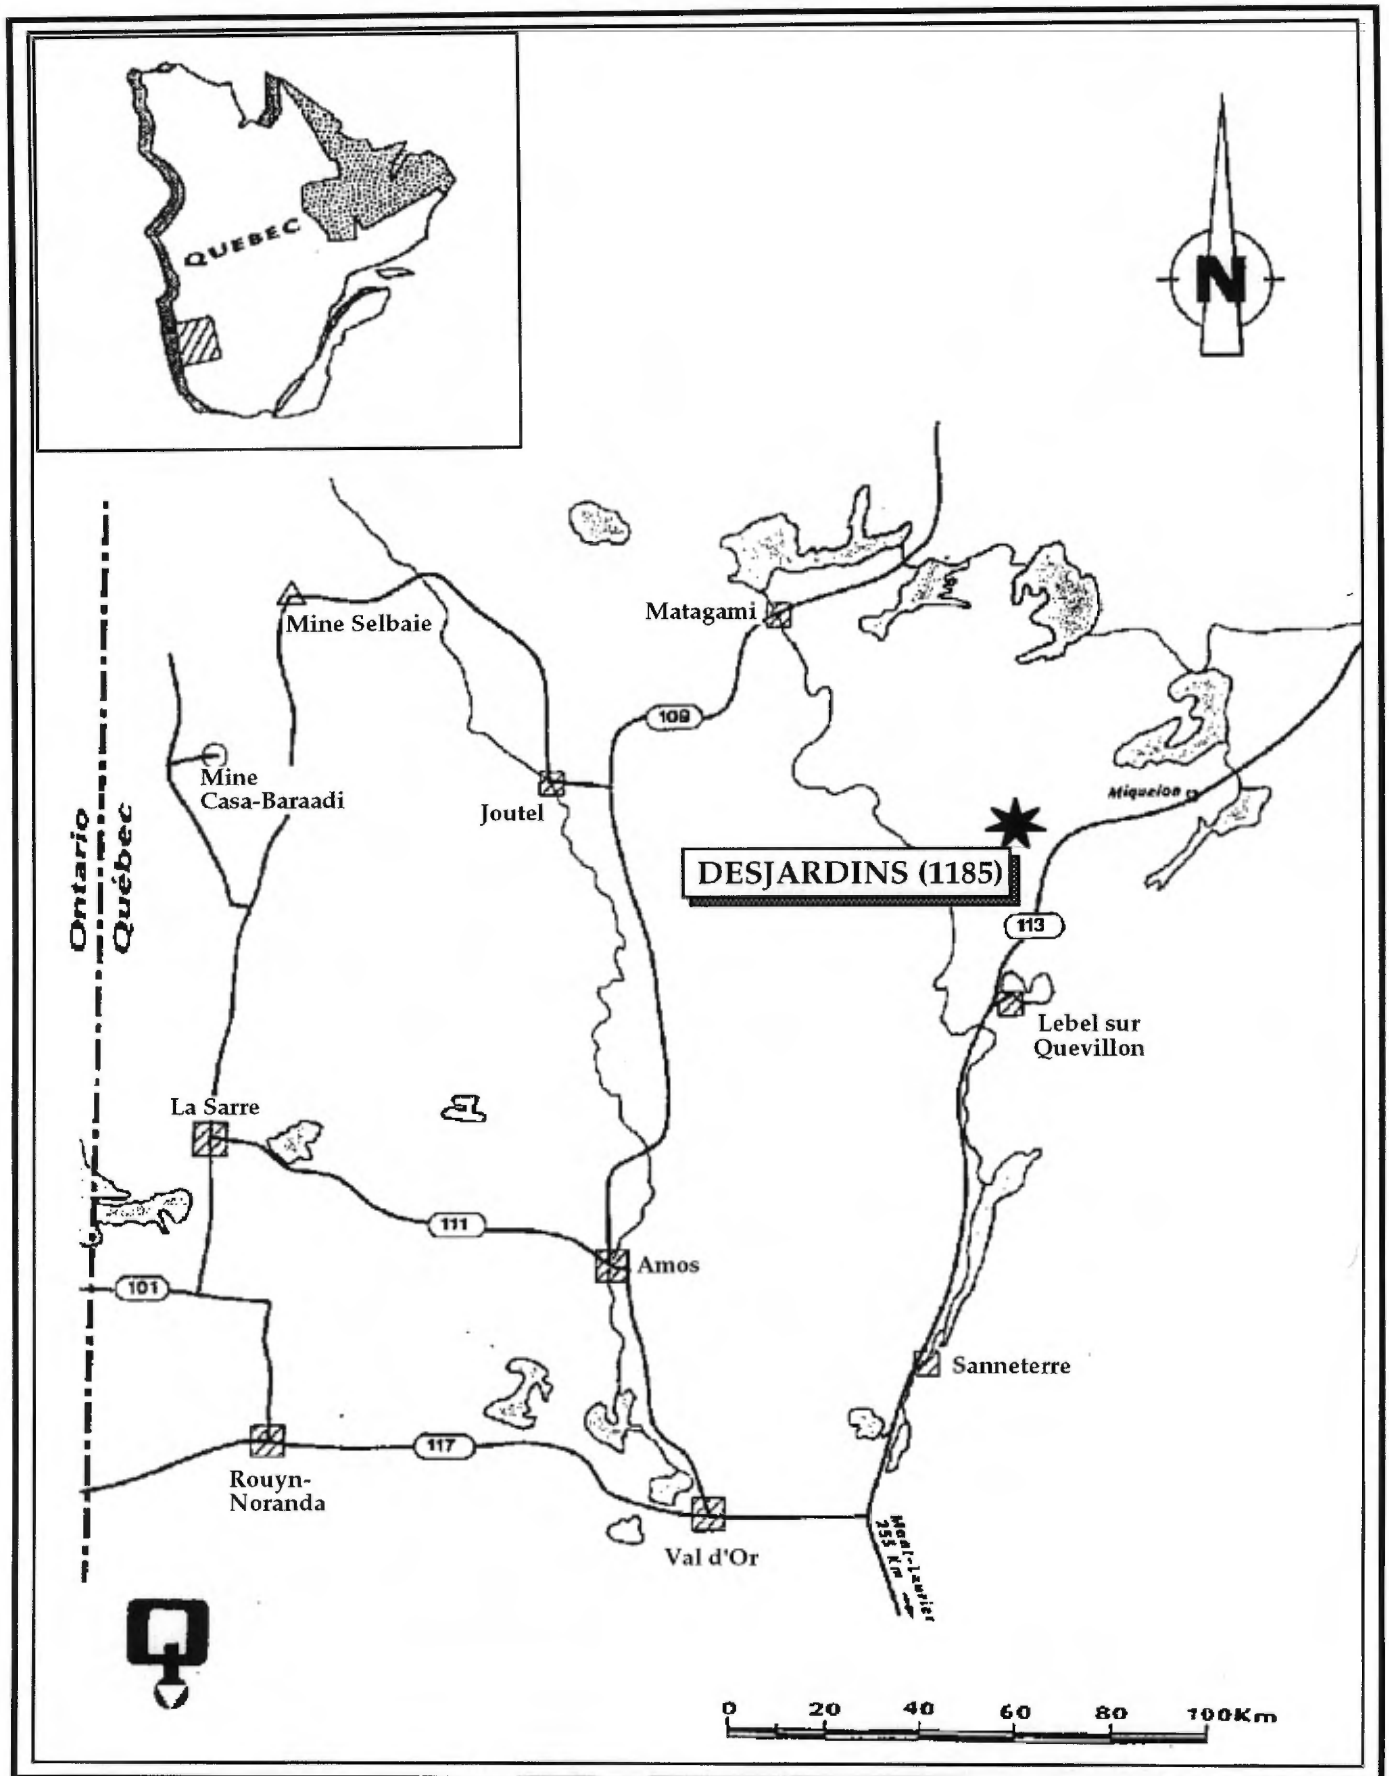 QUEBEC
N
Mine Selbaie
Matagami
109
Mine
Casa-Baraadi
Joutel
Miquelon
Ontario
Québec
DESJARDINS (1185)
113
Lebel sur
Quevillon
La Sarre
111
Amos
101
Sanneterre
117
Rouyn-
Noranda
Val d'Or
Mont-Laurier
255 Km
0 20 40 60 80 100Km